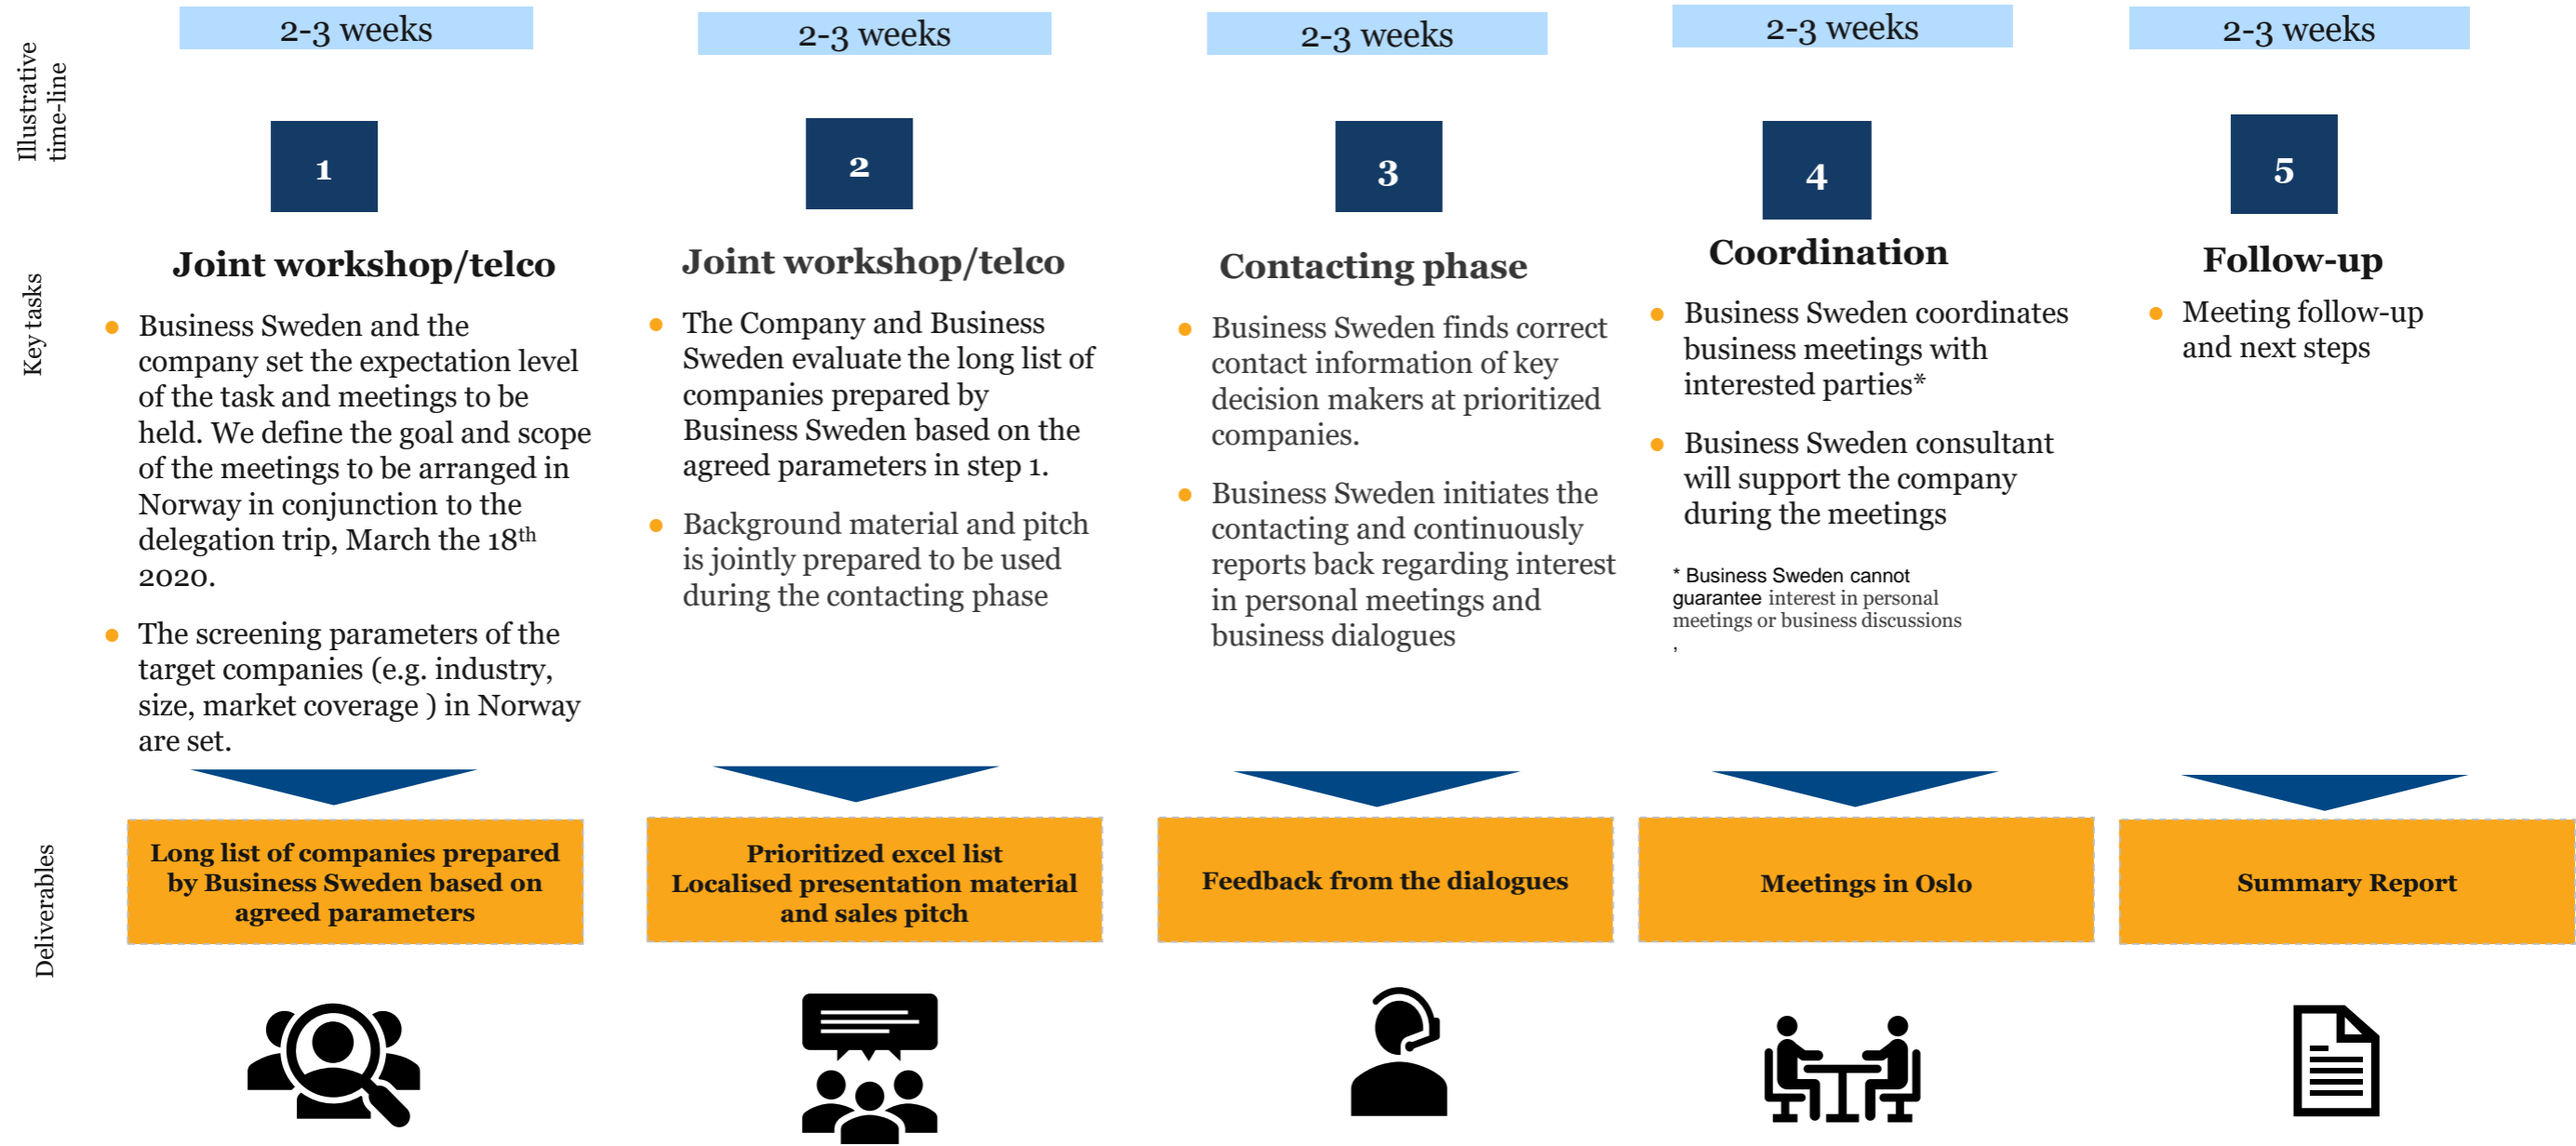 Illustrative
time-line
2-3 weeks
2-3 weeks
2-3 weeks
2-3 weeks
2-3 weeks
1
2
3
4
5
Key tasks
Joint workshop/telco
Business Sweden and the
company set the expectation level
of the task and meetings to be
held. We define the goal and scope
of the meetings to be arranged in
Norway in conjunction to the
delegation trip, March the 18th
2020.
The screening parameters of the
target companies (e.g. industry,
size, market coverage ) in Norway
are set.
Joint workshop/telco
The Company and Business
Sweden evaluate the long list of
companies prepared by
Business Sweden based on the
agreed parameters in step 1.
Background material and pitch
is jointly prepared to be used
during the contacting phase
Contacting phase
Business Sweden finds correct
contact information of key
decision makers at prioritized
companies.
Business Sweden initiates the
contacting and continuously
reports back regarding interest
in personal meetings and
business dialogues
Coordination
Business Sweden coordinates
business meetings with
interested parties*
Business Sweden consultant
will support the company
during the meetings
* Business Sweden cannot
guarantee interest in personal
meetings or business discussions
,
Follow-up
Meeting follow-up
and next steps
Deliverables
Long list of companies prepared
by Business Sweden based on
agreed parameters
Prioritized excel list
Localised presentation material
and sales pitch
Feedback from the dialogues
Meetings in Oslo
Summary Report